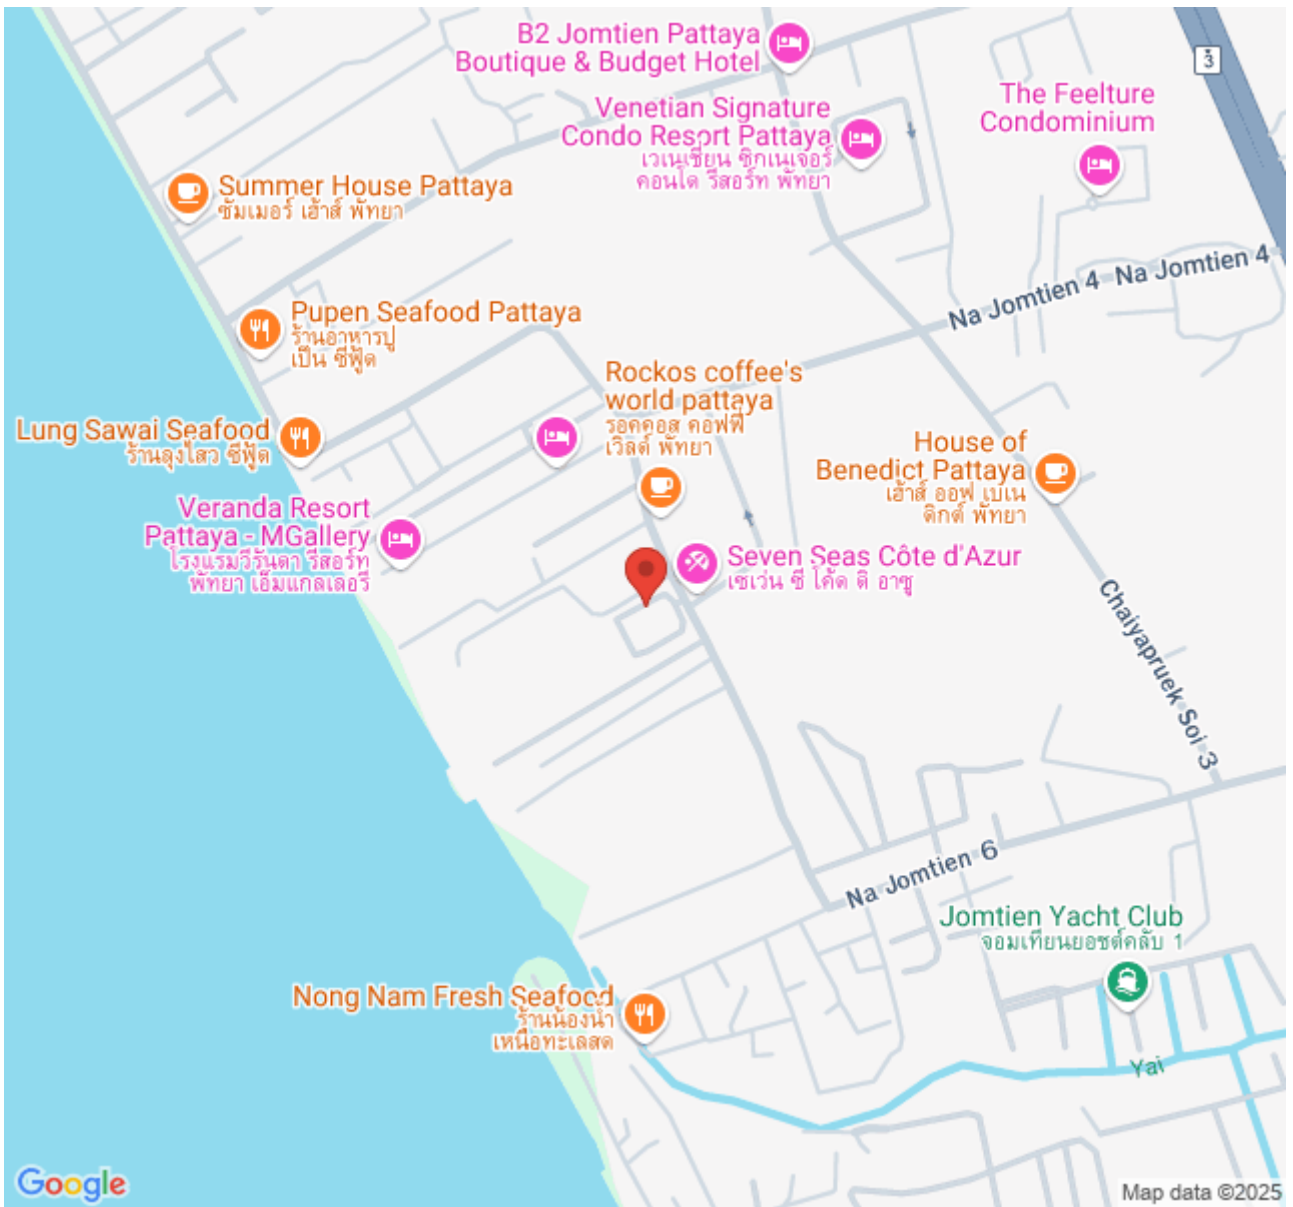 B2 Jomtien Pattaya
Boutique & Budget Hotel
3
Venetian Signature
Condo Resort Pattaya
เวเนเชี่ยน ซิกเนเจอร์
คอนโด รีสอร์ท พัทยา
The Feelture
Condominium
Summer House Pattaya
ซัมเมอร์ เฮ้าส์ พัทยา
Na Jomtien 4
Na Jomtien 4
Pupen Seafood Pattaya
ร้านอาหารปู
เป็น ซีฟู้ด
Rockos coffee's
world pattaya
รอคคอส คอฟฟี่
เวิลด์ พัทยา
Lung Sawai Seafood
ร้านลุงไสว ซีฟู้ด
House of
Benedict Pattaya
เฮ้าส์ ออฟ เบเน
ดิกต์ พัทยา
Veranda Resort
Pattaya - MGallery
โรงแรมวีรันดา รีสอร์ท
พัทยา เอ็มแกลเลอรี
Seven Seas Côte d'Azur
เซเว่น ซี โค้ด ดิ อาซู
Chaiyapruek Soi 3
Na Jomtien 6
Jomtien Yacht Club
จอมเทียนยอชต์คลับ 1
Nong Nam Fresh Seafood
ร้านน้องน้ำ
เหนือทะเลสด
Yai
Google
Map data ©2025